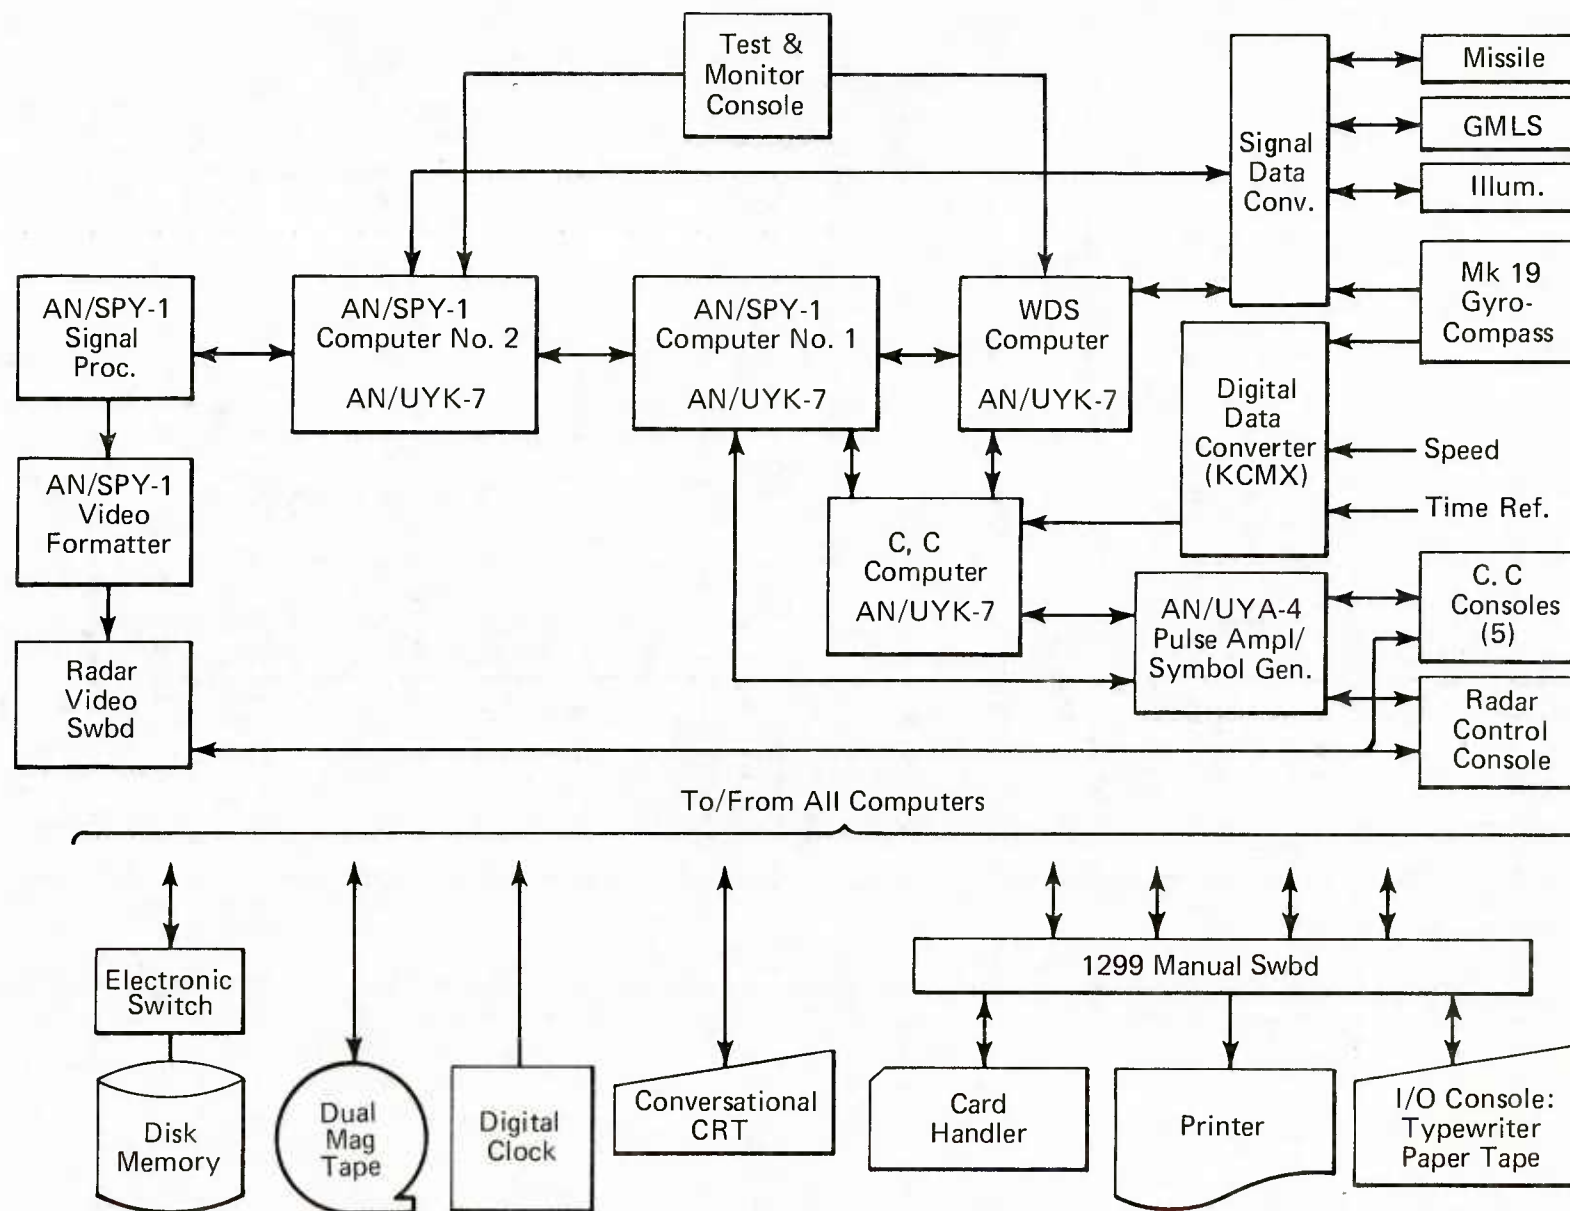 Test &
Monitor
Console
Signal
Data
Conv.
Missile
GMLS
Illum.
Mk 19
Gyro-
Compass
AN/SPY-1
Signal
Proc.
AN/SPY-1
Computer No. 2
AN/UYK-7
AN/SPY-1
Computer No. 1
AN/UYK-7
WDS
Computer
AN/UYK-7
Digital
Data
Converter
(KCMX)
Speed
Time Ref.
AN/SPY-1
Video
Formatter
C, C
Computer
AN/UYK-7
AN/UYA-4
Pulse Ampl/
Symbol Gen.
C. C
Consoles
(5)
Radar
Video
Swbd
Radar
Control
Console
To/From All Computers
Electronic
Switch
1299 Manual Swbd
Disk
Memory
Dual
Mag
Tape
Digital
Clock
Conversational
CRT
Card
Handler
Printer
I/O Console:
Typewriter
Paper Tape